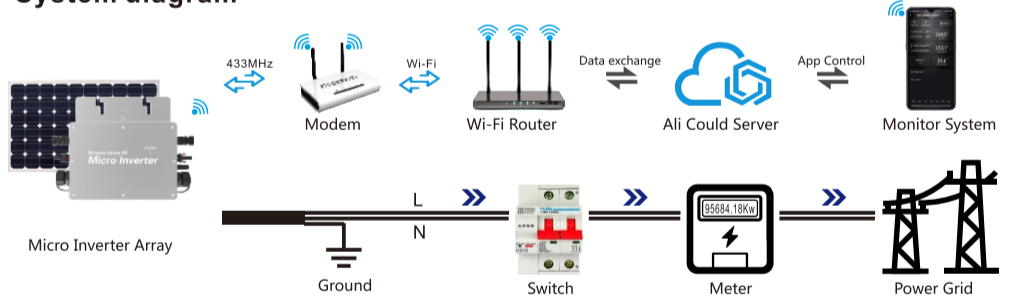 System diagram
433MHz
Wi-Fi
Data exchange
App Control
Modem
Wi-Fi Router
Ali Could Server
Monitor System
Micro Inverter
L
N
95684.18Kw
Micro Inverter Array
Ground
Switch
Meter
Power Grid